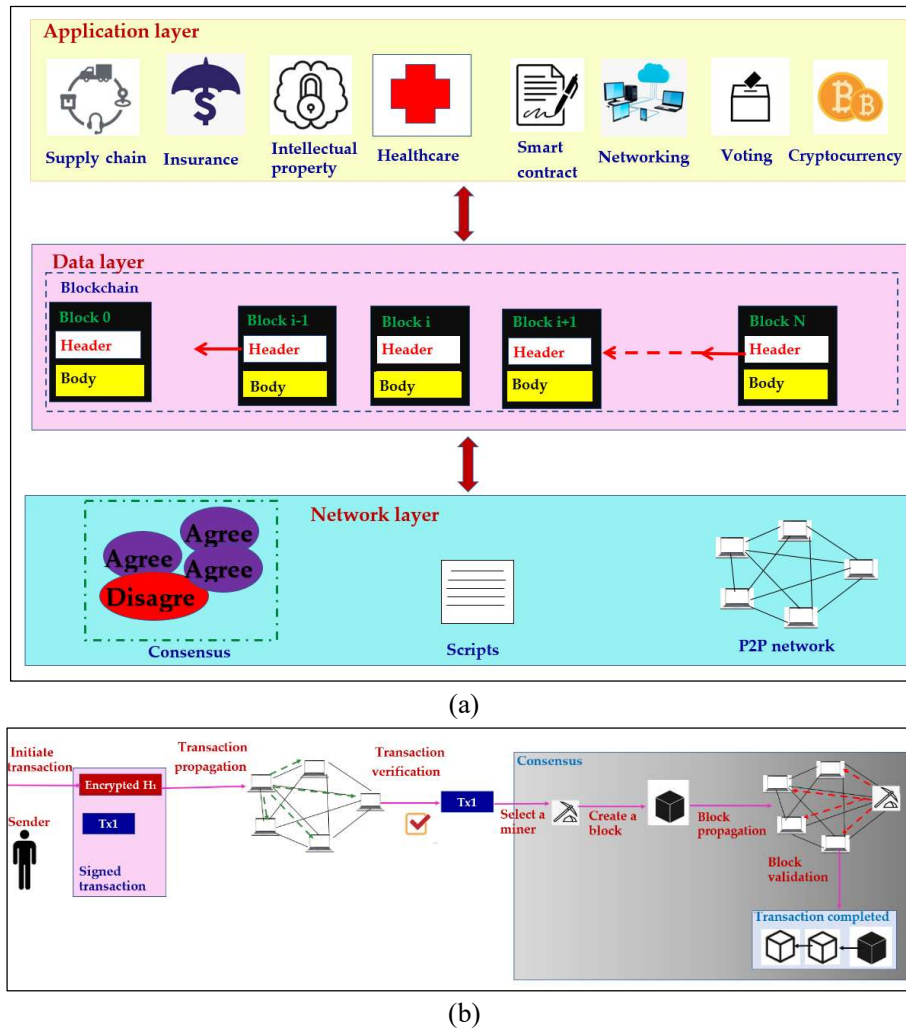 Application layer
Supply chain
Insurance
Intellectual
property
Healthcare
Smart
contract
Networking
Voting
Cryptocurrency
Data layer
Blockchain
Block 0
Header
Body
Block i-1
Header
Body
Block i
Header
Body
Block i+1
Header
Body
Block N
Header
Body
Network layer
Agree
Agree
Agree
Disagre
Consensus
Scripts
P2P network
(a)
Initiate
transaction
Sender
Encrypted H₁
Tx1
Signed
transaction
Transaction
propagation
Transaction
verification
Tx1
Consensus
Select a
miner
Create a
block
Block
propagation
Block
validation
Transaction completed
(b)